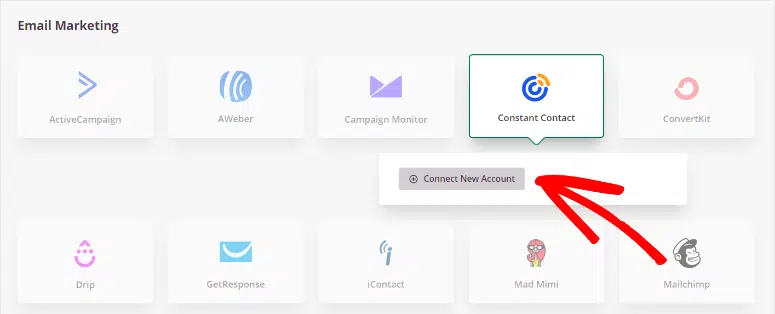 Email Marketing
ActiveCampaign
AWeber
Campaign Monitor
Constant Contact
ConvertKit
Connect New Account
Drip
GetResponse
iContact
Mad Mimi
Mailchimp